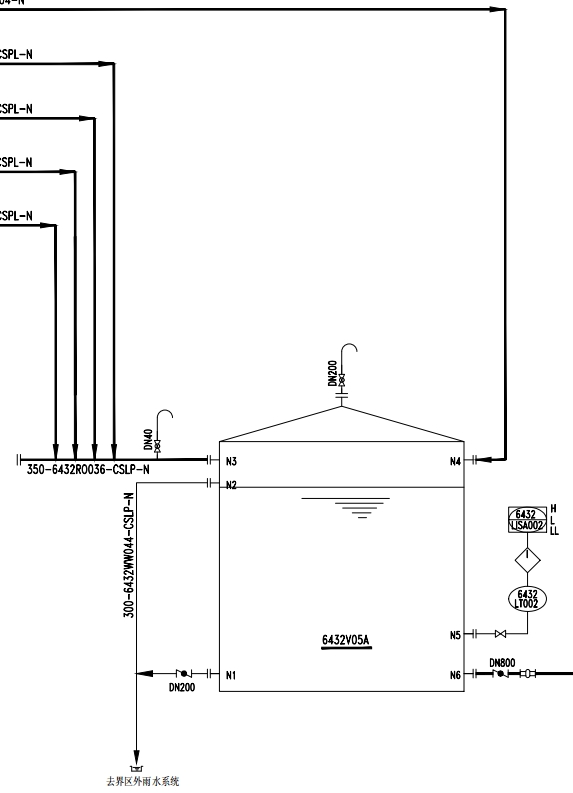 04-N
CSPL-N
CSPL-N
CSPL-N
CSPL-N
DN200
DN40
N3
N4
350-6432RO036-CSLP-N
N2
300-6432WW044-CSLP-N
6432
LISA002
H
L
LL
6432
LT002
6432V05A
N5
N1
DN200
N6
DN800
去界区外雨水系统